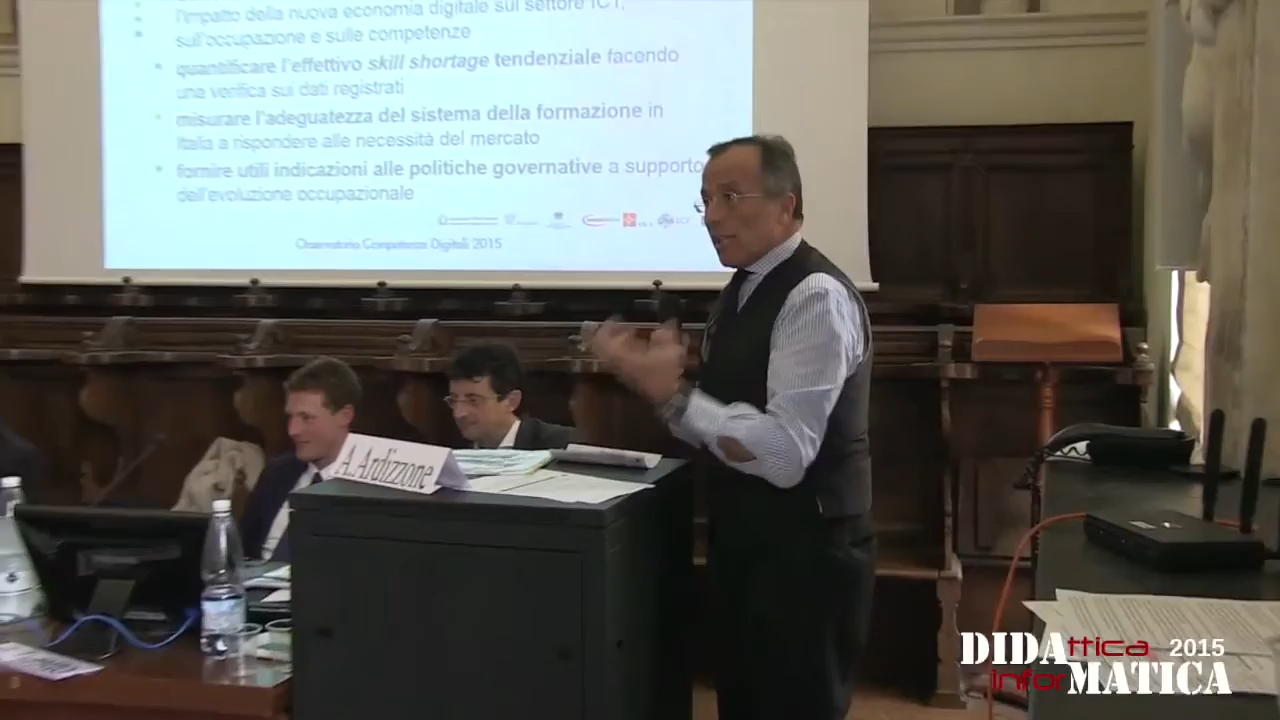 l'impatto della nuova economia digitale sul settore ICT,
sull'occupazione e sulle competenze
quantificare l'effettivo skill shortage tendenziale facendo
una verifica sui dati registrati
misurare l'adeguatezza del sistema della formazione in
Italia a rispondere alle necessità del mercato
fornire utili indicazioni alle politiche governative a supporto
dell'evoluzione occupazionale
Osservatorio Competenze Digitali 2015
A. Ardizzone
DIDAttica 2015
inforMATICA